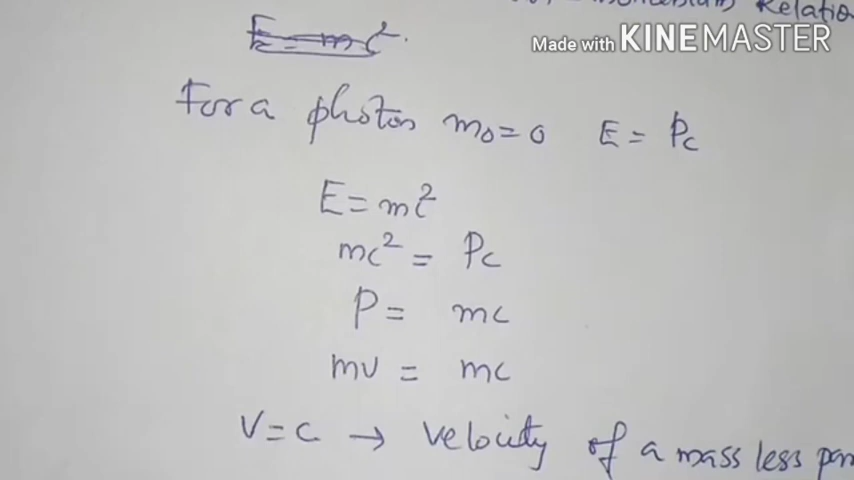 Relatio
Made with KINEMASTER
E = mc²
For a photon m₀ = 0 E = Pc
E = mc²
mc² = Pc
P = mc
mv = mc
V = c → velocity of a mass less par